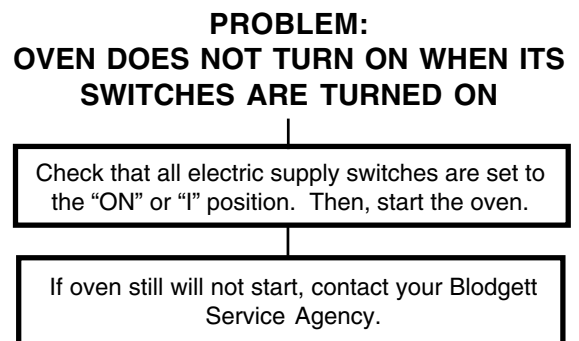 PROBLEM:
OVEN DOES NOT TURN ON WHEN ITS
SWITCHES ARE TURNED ON
Check that all electric supply switches are set to
the “ON” or “I” position. Then, start the oven.
If oven still will not start, contact your Blodgett
Service Agency.